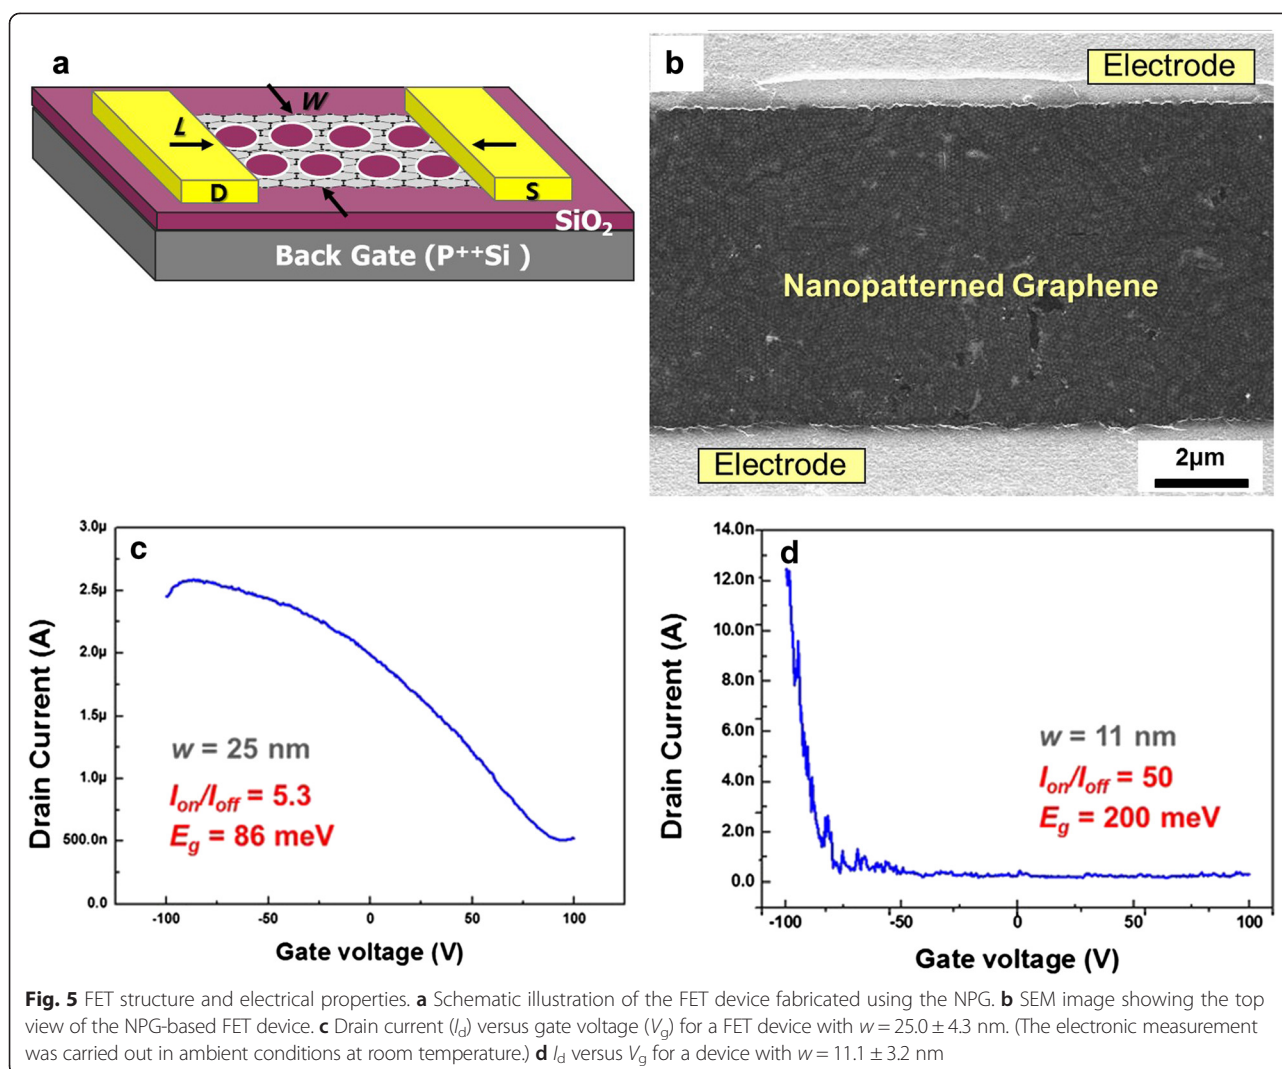 a
W
L
D
S
SiO₂
Back Gate (P⁺⁺Si )
b
Electrode
Nanopatterned Graphene
Electrode
2μm
c
3.0μ
2.5μ
2.0μ
1.5μ
1.0μ
500.0n
0.0
Drain Current (A)
w = 25 nm
Ion/Ioff = 5.3
Eg = 86 meV
-100 -50 0 50 100
Gate voltage (V)
d
14.0n
12.0n
10.0n
8.0n
6.0n
4.0n
2.0n
0.0
Drain Current (A)
w = 11 nm
Ion/Ioff = 50
Eg = 200 meV
-100 -50 0 50 100
Gate voltage (V)
Fig. 5 FET structure and electrical properties. a Schematic illustration of the FET device fabricated using the NPG. b SEM image showing the top
view of the NPG-based FET device. c Drain current (Id) versus gate voltage (Vg) for a FET device with w = 25.0 ± 4.3 nm. (The electronic measurement
was carried out in ambient conditions at room temperature.) d Id versus Vg for a device with w = 11.1 ± 3.2 nm